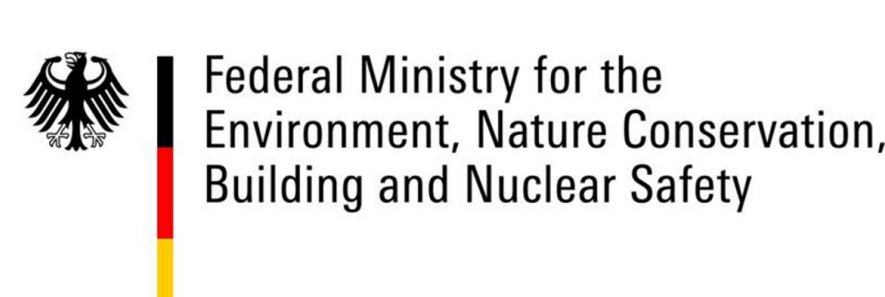 Federal Ministry for the
Environment, Nature Conservation,
Building and Nuclear Safety